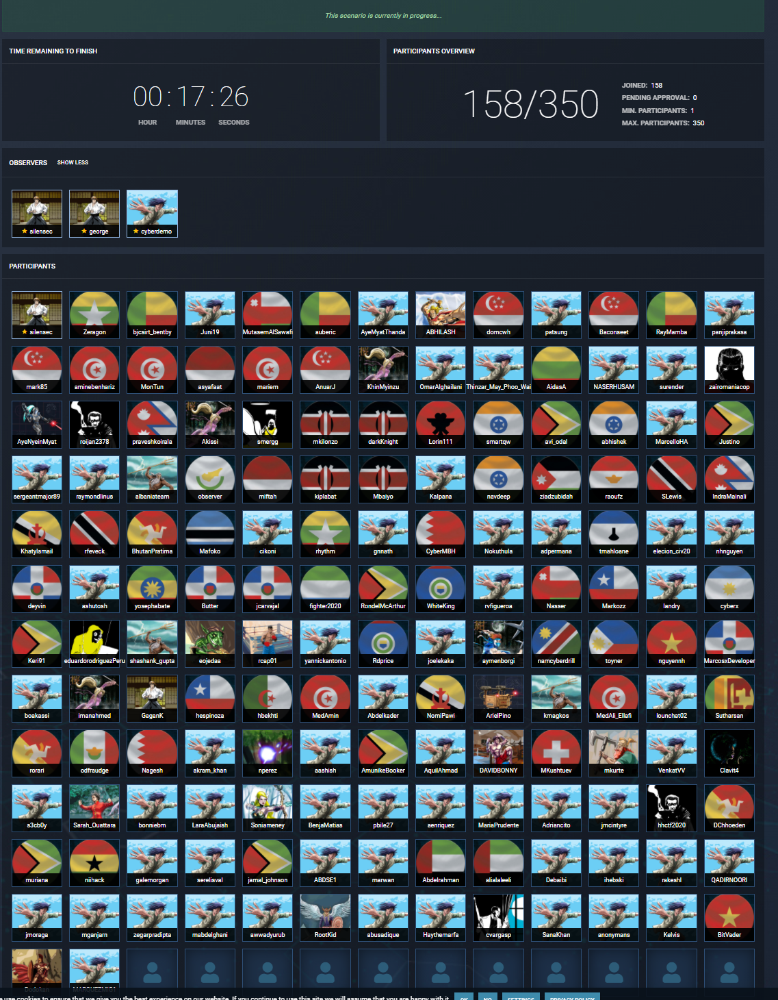 This scenario is currently in progress...
TIME REMAINING TO FINISH
00 : 17 : 26
HOUR MINUTES SECONDS
PARTICIPANTS OVERVIEW
158/350
JOINED: 158
PENDING APPROVAL: 0
MIN. PARTICIPANTS: 1
MAX. PARTICIPANTS: 350
OBSERVERS SHOW LESS
silensec george cyberdemo
PARTICIPANTS
silensec Zeragon bjcsirt_bentby Juni19 MutasemAlSawafi auberic AyeMyatThanda ABHILASH domcwh patsung Baconseet RayMamba panjiprakasa
mark85 aminebenhariz MonTun asyafaat mariem AnuarJ KhinMyinzu OmarAlghailani Thinzar_May_Phoo_Wai AidasA NASERHUSAM surender zairomaniacop
AyeNyeinMyat roijan2378 praveshkoirala Akissi smergg mkilonzo darkKnight Lorin111 smartqw avi_odal abhishek MarcelloHA Justino
sergeantmajor89 raymondlinus albaniateam observer miftah kiplabat Mbaiyo Kalpana navdeep ziadzubidah raoufz SLewis IndraMainali
KhatyIsmail rfeveck BhutanPratima Mafoko cikoni rhythm gnnath CyberMBH Nokuthula adpermana tmahloane elecion_civ20 nhnguyen
deyvin ashutosh yosephabate Butter jcarvajal fighter2020 RondelMcArthur WhiteKing rvfigueroa Nasser Markozz landry cyberx
Keri91 eduardorodriguezPeru shashank_gupta eojedaa rcap01 yannickantonio Rdprice joelekaka aymenborgi namcyberdrill toyner nguyennh MarcosxDeveloper
boakassi imanahmed GaganK hespinoza hbekhti MedAmin Abdelkader NomiPawi ArielPino kmagkos MedAli_Ellafi lounchat02 Sutharsan
rorari odfraudge Nagesh akram_khan nperez aashish AmunikeBooker AquilAhmad DAVIDBONNY MKushtuev mkurte VenkatVV Clavit4
s3cb0y Sarah_Ouattara bonniebm LaraAbujaish Soniameney BenjaMatias pbile27 aenriquez MariaPrudente Adriancito jmcintyre hhctf2020 DChhoeden
muriana niihack galemorgan serelisval jamal_johnson ABDSE1 marwan Abdelrahman alialaleeli Debaibi ihebski rakeshl QADIRNOORI
jmoraga mganjarn zegarpradipta mabdelghani awwadyurub RootKid abusadique Haythemarfa cvargasp SanaKhan anonymans Kelvis BitVader
Dodokan
e use cookies to ensure that we give you the best experience on our website. If you continue to use this site we will assume that you are happy with it. OK NO SETTINGS PRIVACY POLICY